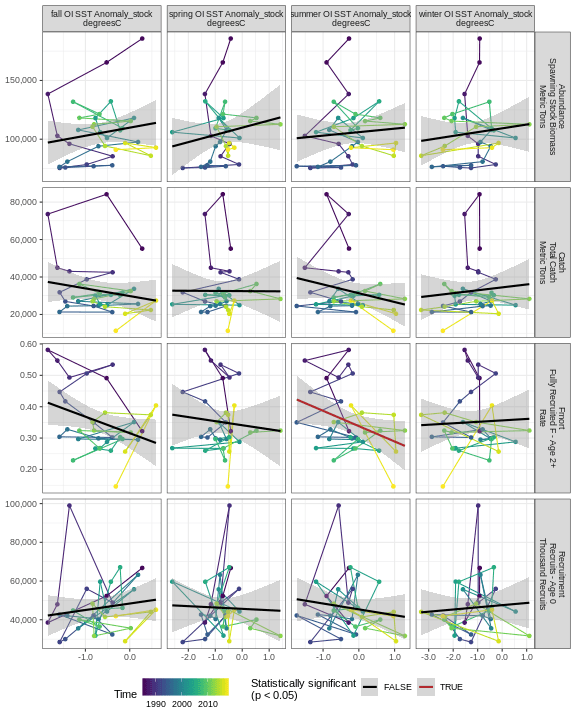 fall OI SST Anomaly_stock
degreesC
spring OI SST Anomaly_stock
degreesC
summer OI SST Anomaly_stock
degreesC
winter OI SST Anomaly_stock
degreesC
150,000
100,000
Abundance
Spawning Stock Biomass
Metric Tons
80,000
60,000
40,000
20,000
Catch
Total Catch
Metric Tons
0.60
0.50
0.40
0.30
0.20
Fmort
Fully Recruited F - Age 2+
Rate
100,000
80,000
60,000
40,000
Recruitment
Recruits - Age 0
Thousand Recruits
-1.0 0.0
-2.0 -1.0 0.0 1.0
-1.0 0.0 1.0
-3.0 -2.0 -1.0 0.0 1.0
Time
1990 2000 2010
Statistically significant
(p < 0.05)
FALSE
TRUE